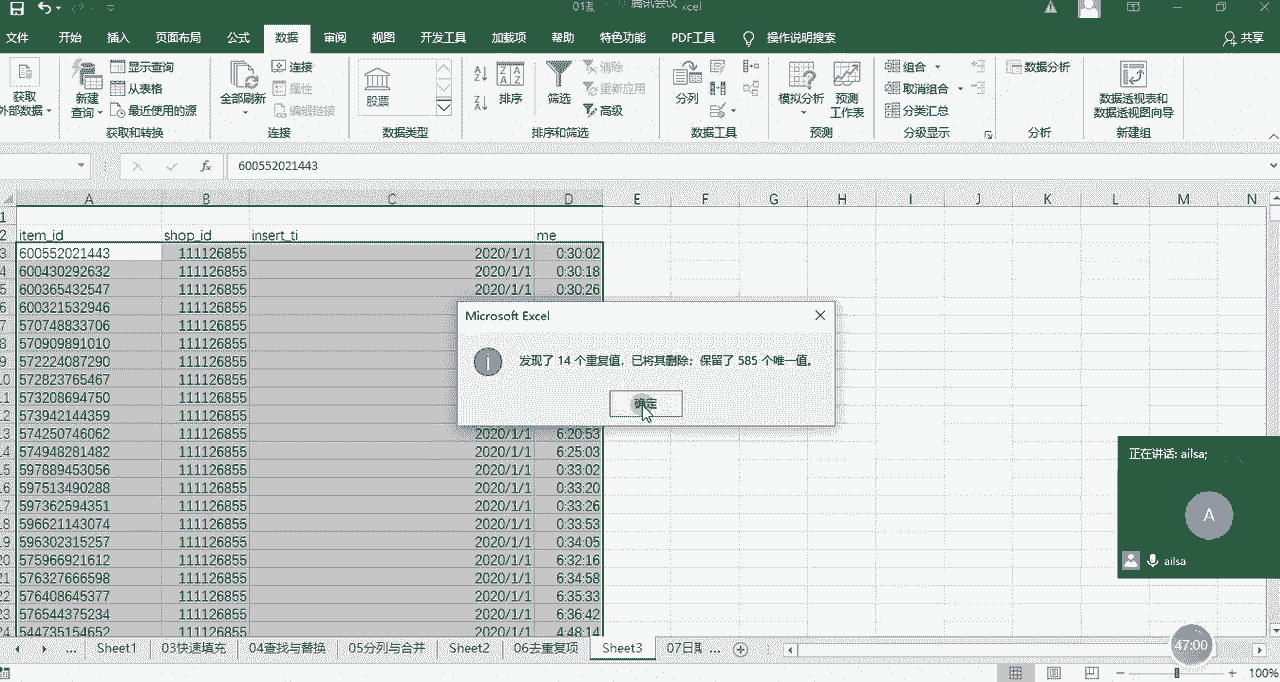 01凑 腾讯会议 xcel
文件 开始 插入 页面布局 公式 数据 审阅 视图 开发工具 加载项 帮助 特色功能 PDF工具 操作说明搜索 共享
获取
外部数据
新建
查询
显示查询
从表格
最近使用的源
获取和转换
全部刷新
连接
属性
编辑链接
连接
股票
数据类型
排序
筛选
清除
重新应用
高级
排序和筛选
分列
数据工具
模拟分析
预测
工作表
预测
组合
取消组合
分类汇总
分级显示
数据分析
分析
数据透视表和
数据透视图向导
新建组
fx 600552021443
A B C D E F G H I J K L M N
1
2 item_id shop_id insert_ti me
3 600552021443 111126855 2020/1/1 0:30:02
4 600430292632 111126855 2020/1/1 0:30:18
5 600365432547 111126855 2020/1/1 0:30:26
6 600321532946 111126855
7 570748833706 111126855
8 570909891010 111126855
9 572224087290 111126855
10 572823765467 111126855
11 573208694750 111126855
12 573942144359 111126855
13 574250746062 111126855 2020/1/1 6:20:53
14 574948281482 111126855 2020/1/1 6:25:03
15 597889453056 111126855 2020/1/1 0:33:02
16 597513490288 111126855 2020/1/1 0:33:20
17 597362594351 111126855 2020/1/1 0:33:26
18 596621143074 111126855 2020/1/1 0:33:53
19 596302315257 111126855 2020/1/1 0:34:05
20 575966921612 111126855 2020/1/1 6:32:16
21 576327666598 111126855 2020/1/1 6:34:58
22 576408645377 111126855 2020/1/1 6:35:33
23 576544375234 111126855 2020/1/1 6:36:42
24 544735154652 111126855 2020/1/1 4:48:14
Microsoft Excel
发现了 14 个重复值，已将其删除；保留了 585 个唯一值。
确定
正在讲话: ailsa;
A
ailsa
... Sheet1 03快速填充 04查找与替换 05分列与合并 Shee 06去重复项 Sheet3 07日期 ...
47:00
100%